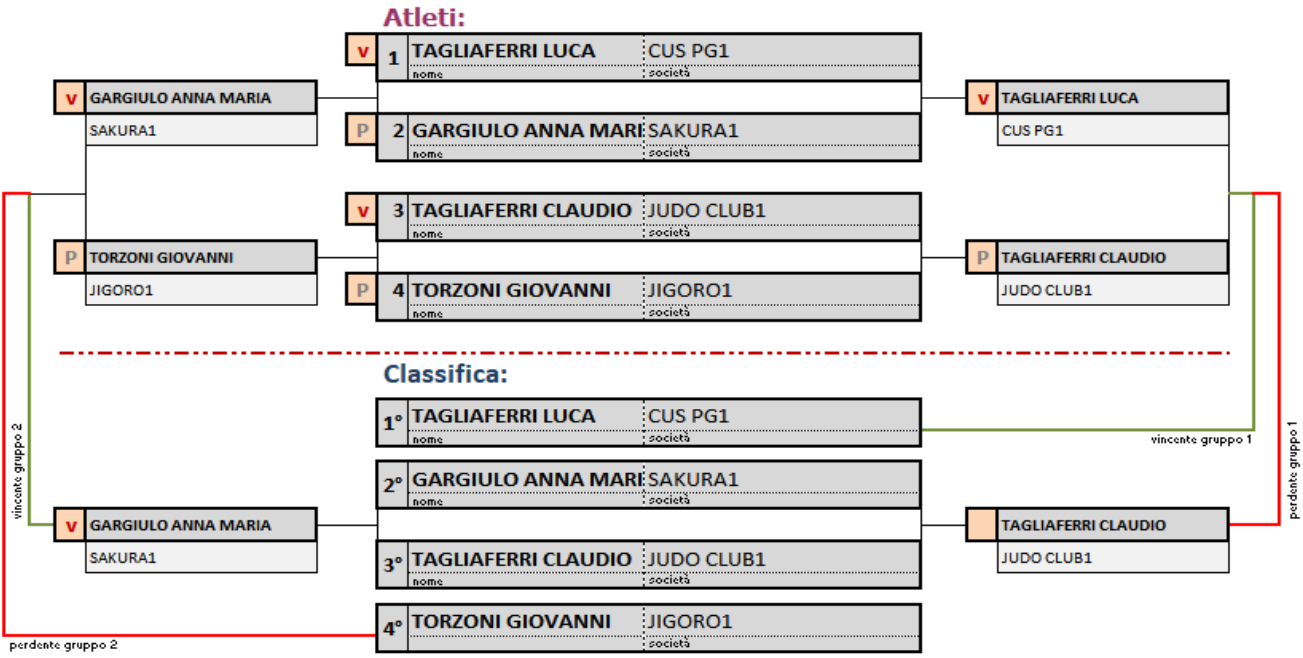 Atleti:
v 1 TAGLIAFERRI LUCA CUS PG1
nome società
v GARGIULO ANNA MARIA
SAKURA1
v TAGLIAFERRI LUCA
CUS PG1
P 2 GARGIULO ANNA MARI SAKURA1
nome società
v 3 TAGLIAFERRI CLAUDIO JUDO CLUB1
nome società
P TORZONI GIOVANNI
JIGORO1
P TAGLIAFERRI CLAUDIO
JUDO CLUB1
P 4 TORZONI GIOVANNI JIGORO1
nome società
Classifica:
1° TAGLIAFERRI LUCA CUS PG1
nome società
vincente gruppo 1
vincente gruppo 2
perdente gruppo 1
2° GARGIULO ANNA MARI SAKURA1
nome società
v GARGIULO ANNA MARIA
SAKURA1
TAGLIAFERRI CLAUDIO
JUDO CLUB1
3° TAGLIAFERRI CLAUDIO JUDO CLUB1
nome società
4° TORZONI GIOVANNI JIGORO1
società
perdente gruppo 2